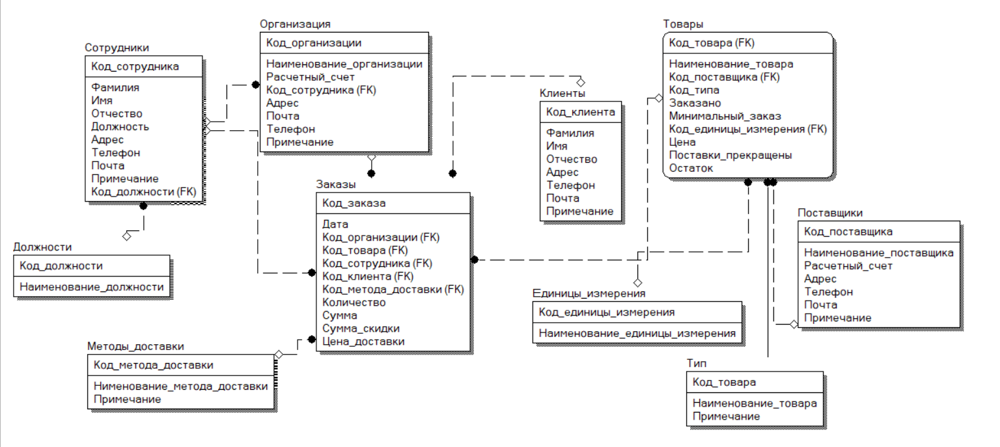 Сотрудники
Код_сотрудника
Фамилия
Имя
Отчество
Должность
Адрес
Телефон
Почта
Примечание
Код_должности (FK)
Организация
Код_организации
Наименование_организации
Расчетный_счет
Код_сотрудника (FK)
Адрес
Почта
Телефон
Примечание
Клиенты
Код_клиента
Фамилия
Имя
Отчество
Адрес
Телефон
Почта
Примечание
Товары
Код_товара (FK)
Наименование_товара
Код_поставщика (FK)
Код_типа
Заказано
Минимальный_заказ
Код_единицы_измерения (FK)
Цена
Поставки_прекращены
Остаток
Заказы
Код_заказа
Дата
Код_организации (FK)
Код_товара (FK)
Код_сотрудника (FK)
Код_клиента (FK)
Код_метода_доставки (FK)
Количество
Сумма
Сумма_скидки
Цена_доставки
Должности
Код_должности
Наименование_должности
Поставщики
Код_поставщика
Наименование_поставщика
Расчетный_счет
Адрес
Телефон
Почта
Примечание
Единицы_измерения
Код_единицы_измерения
Наименование_единицы_измерения
Методы_доставки
Код_метода_доставки
Нименование_метода_доставки
Примечание
Тип
Код_товара
Наименование_товара
Примечание